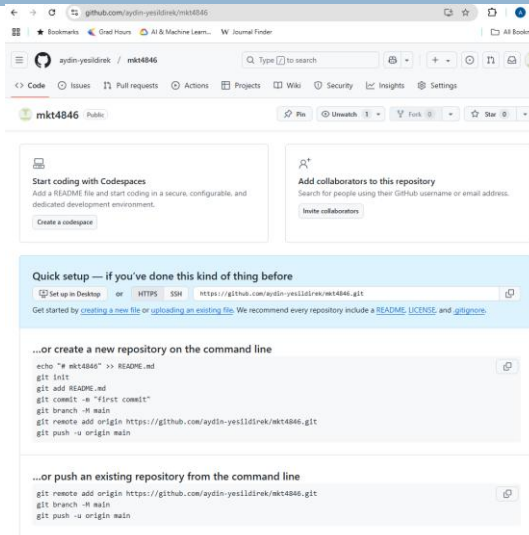 github.com/aydin-yesildirek/mkt4846
Bookmarks Grad Hours AI & Machine Learn... Journal Finder All Bookm
aydin-yesildirek / mkt4846 Type / to search
Code Issues Pull requests Actions Projects Wiki Security Insights Settings
mkt4846 Public Pin Unwatch 1 Fork 0 Star 0
Start coding with Codespaces
Add a README file and start coding in a secure, configurable, and
dedicated development environment.
Create a codespace
Add collaborators to this repository
Search for people using their GitHub username or email address.
Invite collaborators
Quick setup — if you've done this kind of thing before
Set up in Desktop or HTTPS SSH https://github.com/aydin-yesildirek/mkt4846.git
Get started by creating a new file or uploading an existing file. We recommend every repository include a README, LICENSE, and .gitignore.
...or create a new repository on the command line
echo "# mkt4846" >> README.md
git init
git add README.md
git commit -m "first commit"
git branch -M main
git remote add origin https://github.com/aydin-yesildirek/mkt4846.git
git push -u origin main
...or push an existing repository from the command line
git remote add origin https://github.com/aydin-yesildirek/mkt4846.git
git branch -M main
git push -u origin main